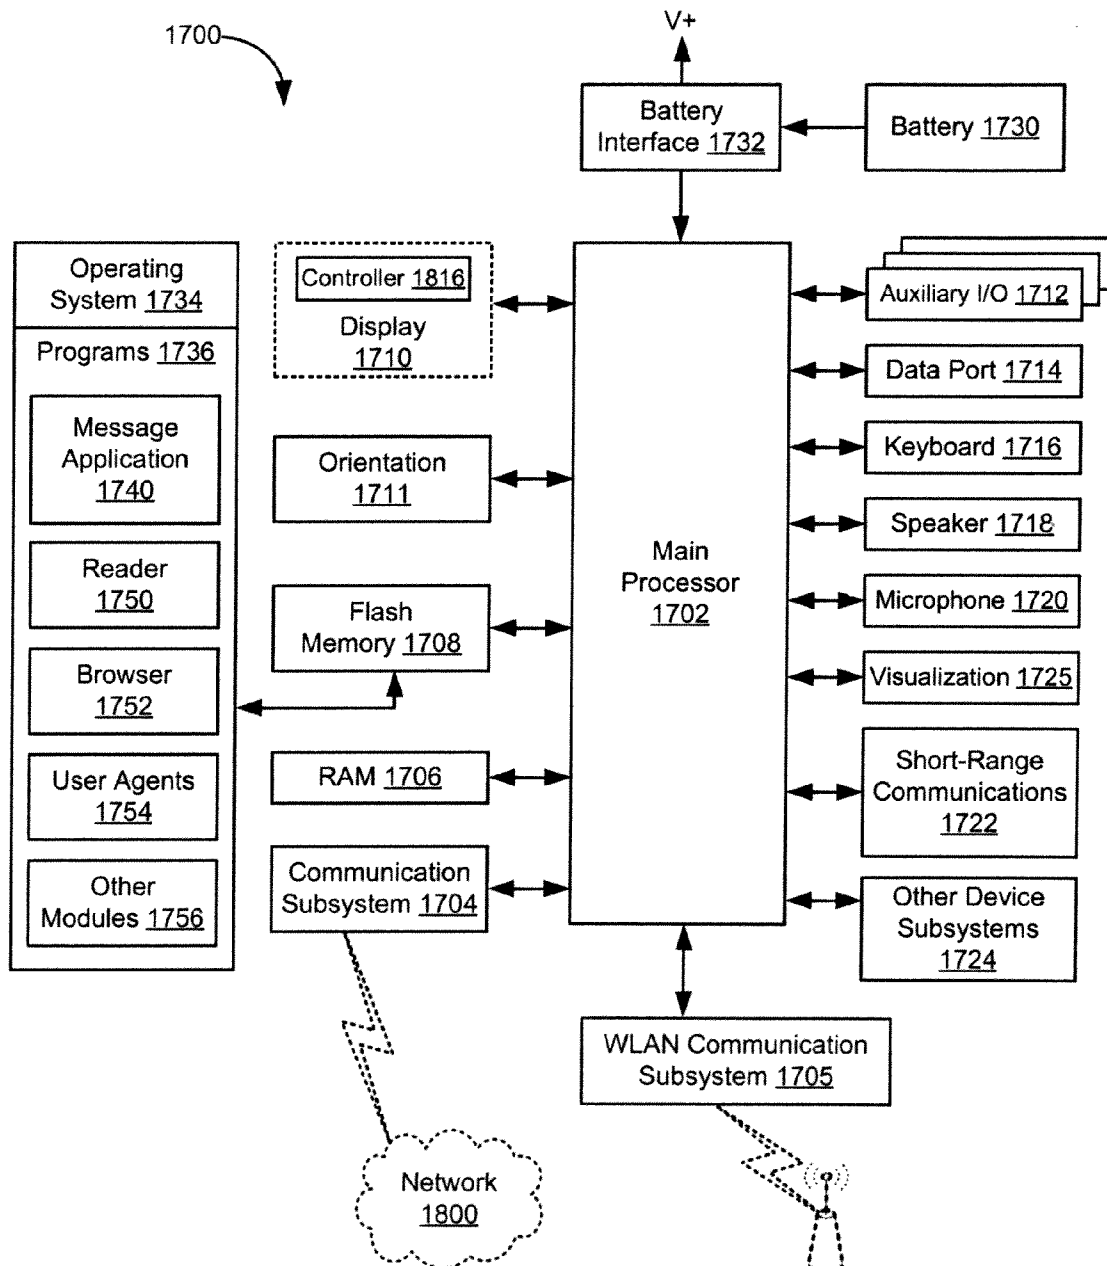 V+
1700
Battery
Interface 1732
Battery 1730
Operating
System 1734
Programs 1736
Message
Application
1740
Reader
1750
Browser
1752
User Agents
1754
Other
Modules 1756
Controller 1816
Display
1710
Orientation
1711
Flash
Memory 1708
RAM 1706
Communication
Subsystem 1704
Main
Processor
1702
Auxiliary I/O 1712
Data Port 1714
Keyboard 1716
Speaker 1718
Microphone 1720
Visualization 1725
Short-Range
Communications
1722
Other Device
Subsystems
1724
WLAN Communication
Subsystem 1705
Network
1800